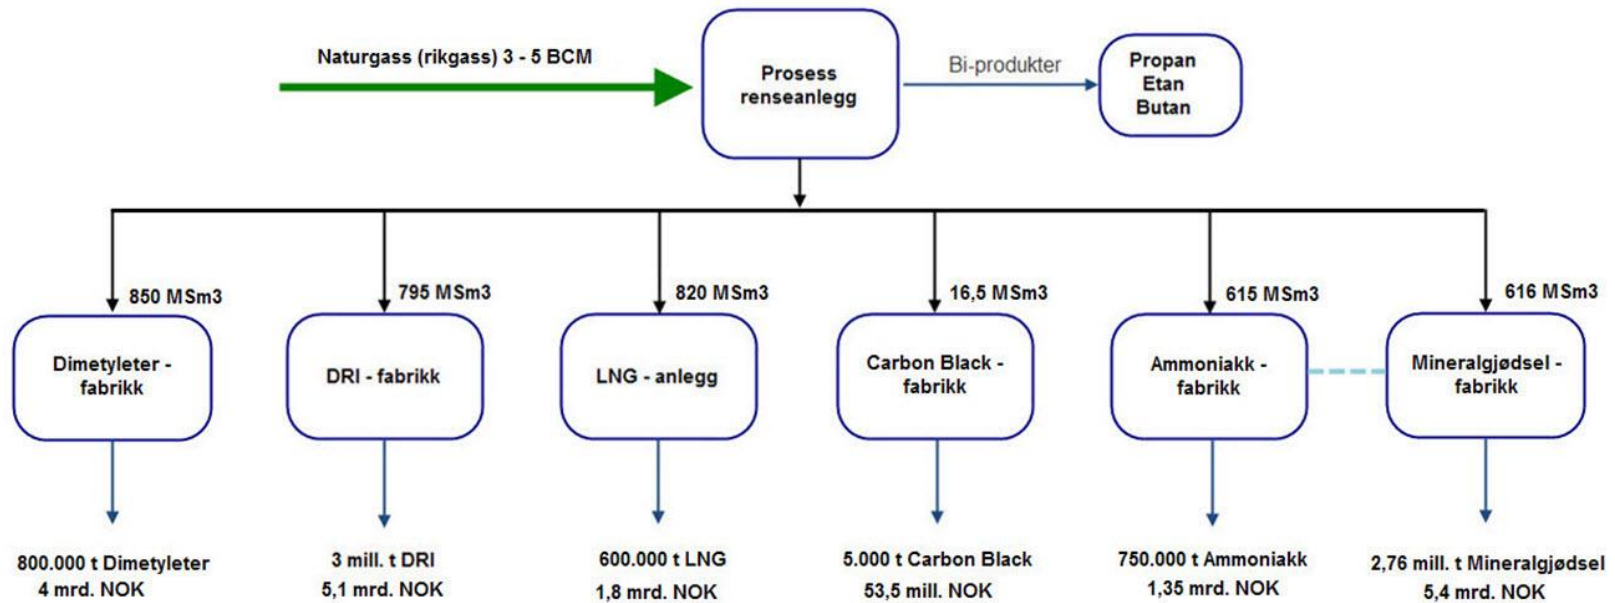 Naturgass (rikgass) 3 - 5 BCM
Prosess
renseanlegg
Bi-produkter
Propan
Etan
Butan
850 MSm3
795 MSm3
820 MSm3
16,5 MSm3
615 MSm3
616 MSm3
Dimetyleter -
fabrikk
DRI - fabrikk
LNG - anlegg
Carbon Black -
fabrikk
Ammoniakk -
fabrikk
Mineralgjødsel -
fabrikk
800.000 t Dimetyleter
4 mrd. NOK
3 mill. t DRI
5,1 mrd. NOK
600.000 t LNG
1,8 mrd. NOK
5.000 t Carbon Black
53,5 mill. NOK
750.000 t Ammoniakk
1,35 mrd. NOK
2,76 mill. t Mineralgjødsel
5,4 mrd. NOK